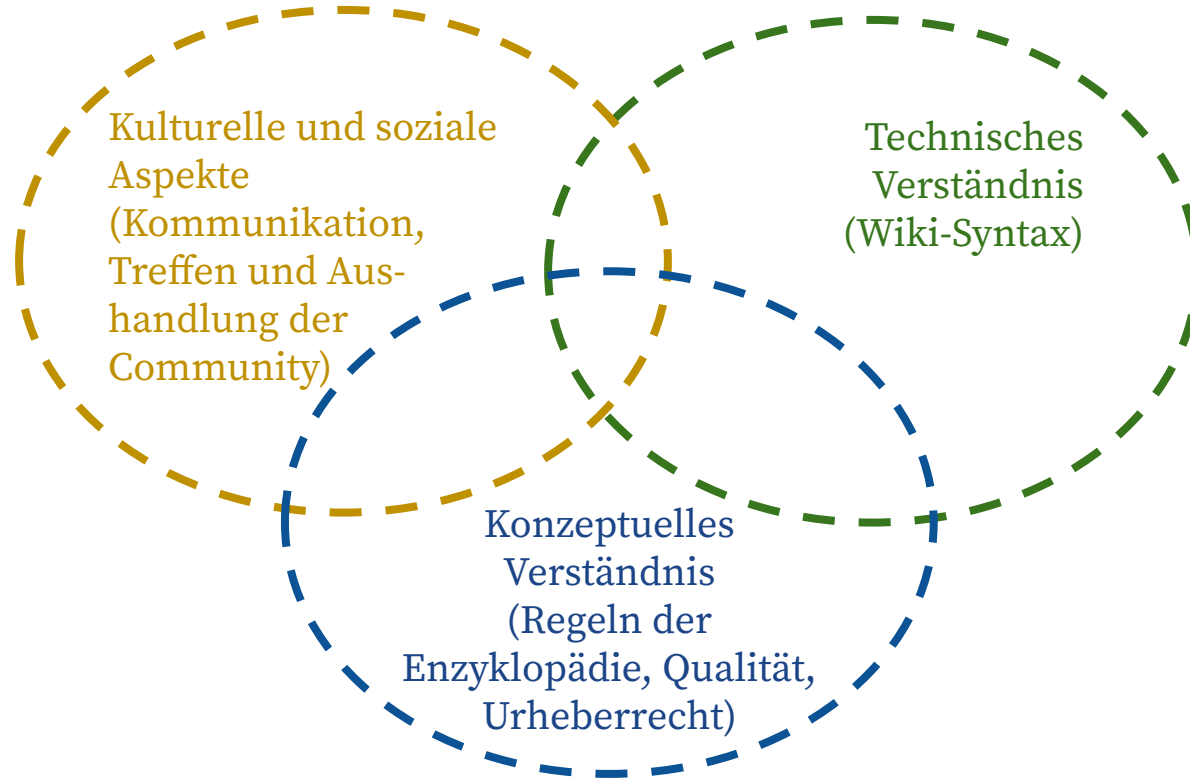 Kulturelle und soziale
Aspekte
(Kommunikation,
Treffen und Aus-
handlung der
Community)
Technisches
Verständnis
(Wiki-Syntax)
Konzeptuelles
Verständnis
(Regeln der
Enzyklopädie, Qualität,
Urheberrecht)